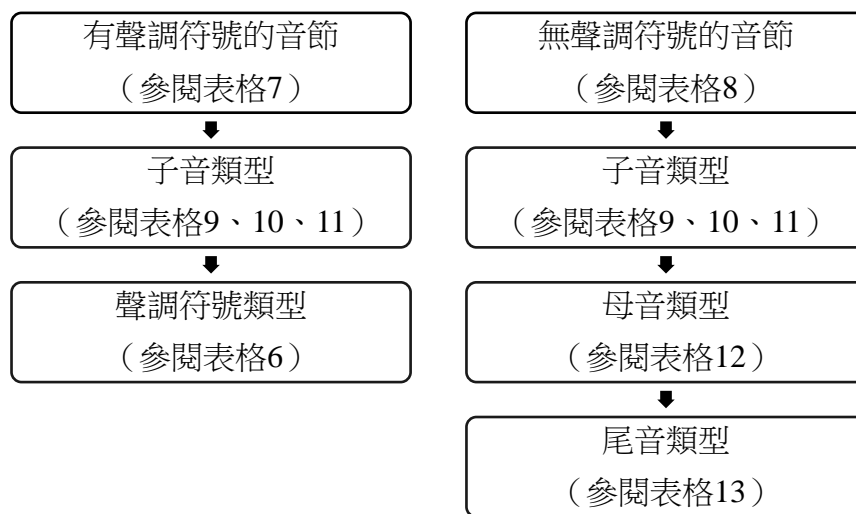 有聲調符號的音節
（參閱表格7）
子音類型
（參閱表格9、10、11）
聲調符號類型
（參閱表格6）
無聲調符號的音節
（參閱表格8）
子音類型
（參閱表格9、10、11）
母音類型
（參閱表格12）
尾音類型
（參閱表格13）